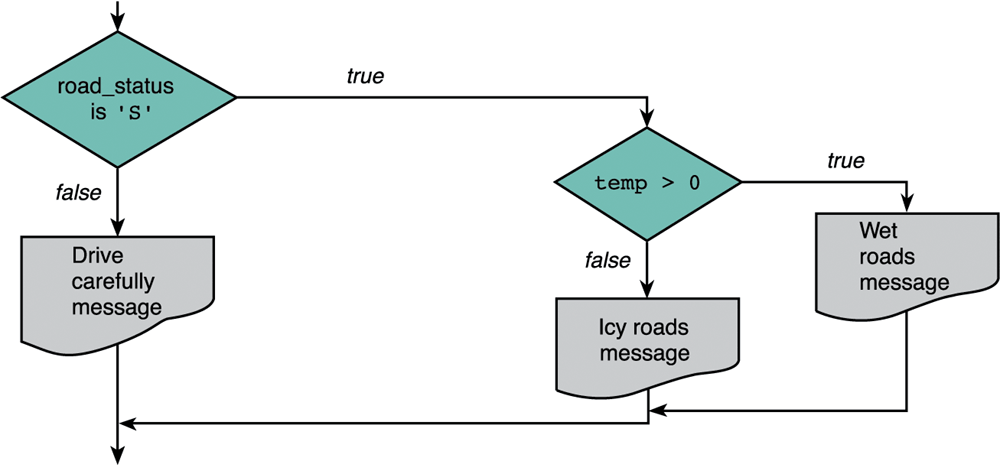 road_status
is 'S'
true
false
Drive
carefully
message
temp > 0
true
false
Wet
roads
message
Icy roads
message